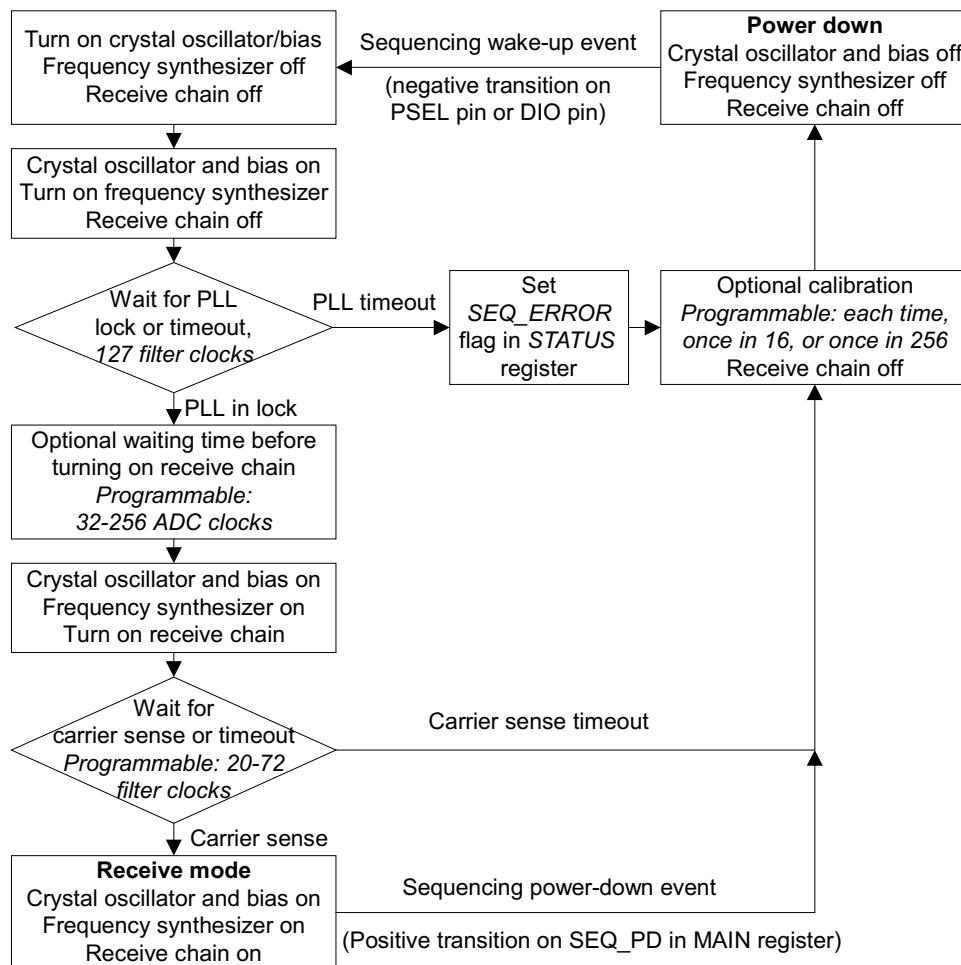 Turn on crystal oscillator/bias
Frequency synthesizer off
Receive chain off
Sequencing wake-up event
(negative transition on
PSEL pin or DIO pin)
Power down
Crystal oscillator and bias off
Frequency synthesizer off
Receive chain off
Crystal oscillator and bias on
Turn on frequency synthesizer
Receive chain off
Wait for PLL
lock or timeout,
127 filter clocks
PLL timeout
Set
SEQ_ERROR
flag in STATUS
register
Optional calibration
Programmable: each time,
once in 16, or once in 256
Receive chain off
PLL in lock
Optional waiting time before
turning on receive chain
Programmable:
32-256 ADC clocks
Crystal oscillator and bias on
Frequency synthesizer on
Turn on receive chain
Wait for
carrier sense or timeout
Programmable: 20-72
filter clocks
Carrier sense timeout
Carrier sense
Receive mode
Crystal oscillator and bias on
Frequency synthesizer on
Receive chain on
Sequencing power-down event
(Positive transition on SEQ_PD in MAIN register)